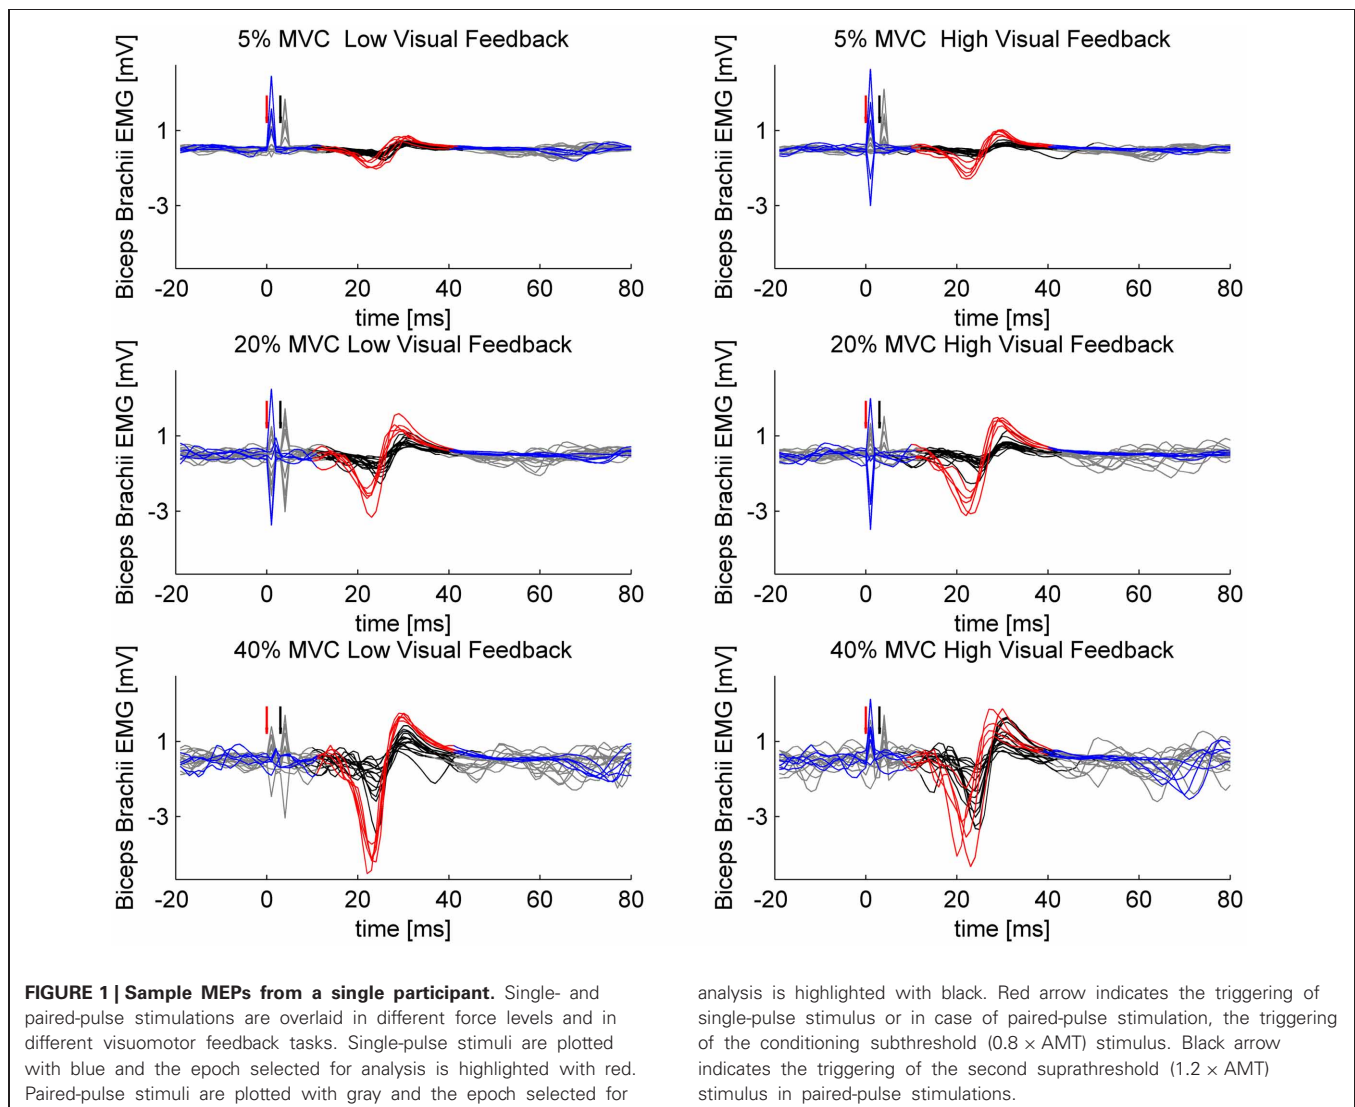 5% MVC Low Visual Feedback
Biceps Brachii EMG [mV]
1
-3
-20 0 20 40 60 80
time [ms]
5% MVC High Visual Feedback
Biceps Brachii EMG [mV]
1
-3
-20 0 20 40 60 80
time [ms]
20% MVC Low Visual Feedback
Biceps Brachii EMG [mV]
1
-3
-20 0 20 40 60 80
time [ms]
20% MVC High Visual Feedback
Biceps Brachii EMG [mV]
1
-3
-20 0 20 40 60 80
time [ms]
40% MVC Low Visual Feedback
Biceps Brachii EMG [mV]
1
-3
-20 0 20 40 60 80
time [ms]
40% MVC High Visual Feedback
Biceps Brachii EMG [mV]
1
-3
-20 0 20 40 60 80
time [ms]
FIGURE 1 | Sample MEPs from a single participant. Single- and
paired-pulse stimulations are overlaid in different force levels and in
different visuomotor feedback tasks. Single-pulse stimuli are plotted
with blue and the epoch selected for analysis is highlighted with red.
Paired-pulse stimuli are plotted with gray and the epoch selected for
analysis is highlighted with black. Red arrow indicates the triggering of
single-pulse stimulus or in case of paired-pulse stimulation, the triggering
of the conditioning subthreshold (0.8 × AMT) stimulus. Black arrow
indicates the triggering of the second suprathreshold (1.2 × AMT)
stimulus in paired-pulse stimulations.